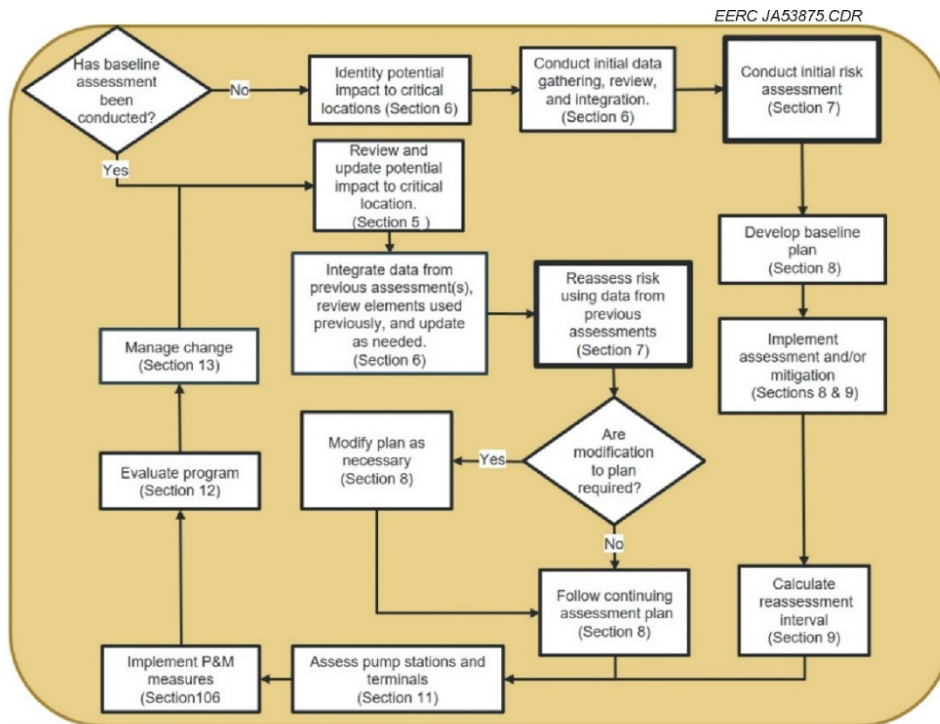 EERC JA53875.CDR
Has baseline
assessment
been
conducted?
No
Identity potential
impact to critical
locations (Section 6)
Conduct initial data
gathering, review,
and integration.
(Section 6)
Conduct initial risk
assessment
(Section 7)
Yes
Review and
update potential
impact to critical
location.
(Section 5 )
Develop baseline
plan
(Section 8)
Integrate data from
previous assessment(s),
review elements used
previously, and update
as needed.
(Section 6)
Reassess risk
using data from
previous
assessments
(Section 7)
Implement
assessment and/or
mitigation
(Sections 8 & 9)
Manage change
(Section 13)
Modify plan as
necessary
(Section 8)
Yes
Are
modification
to plan
required?
Evaluate program
(Section 12)
No
Follow continuing
assessment plan
(Section 8)
Calculate
reassessment
interval
(Section 9)
Implement P&M
measures
(Section106
Assess pump stations and
terminals
(Section 11)